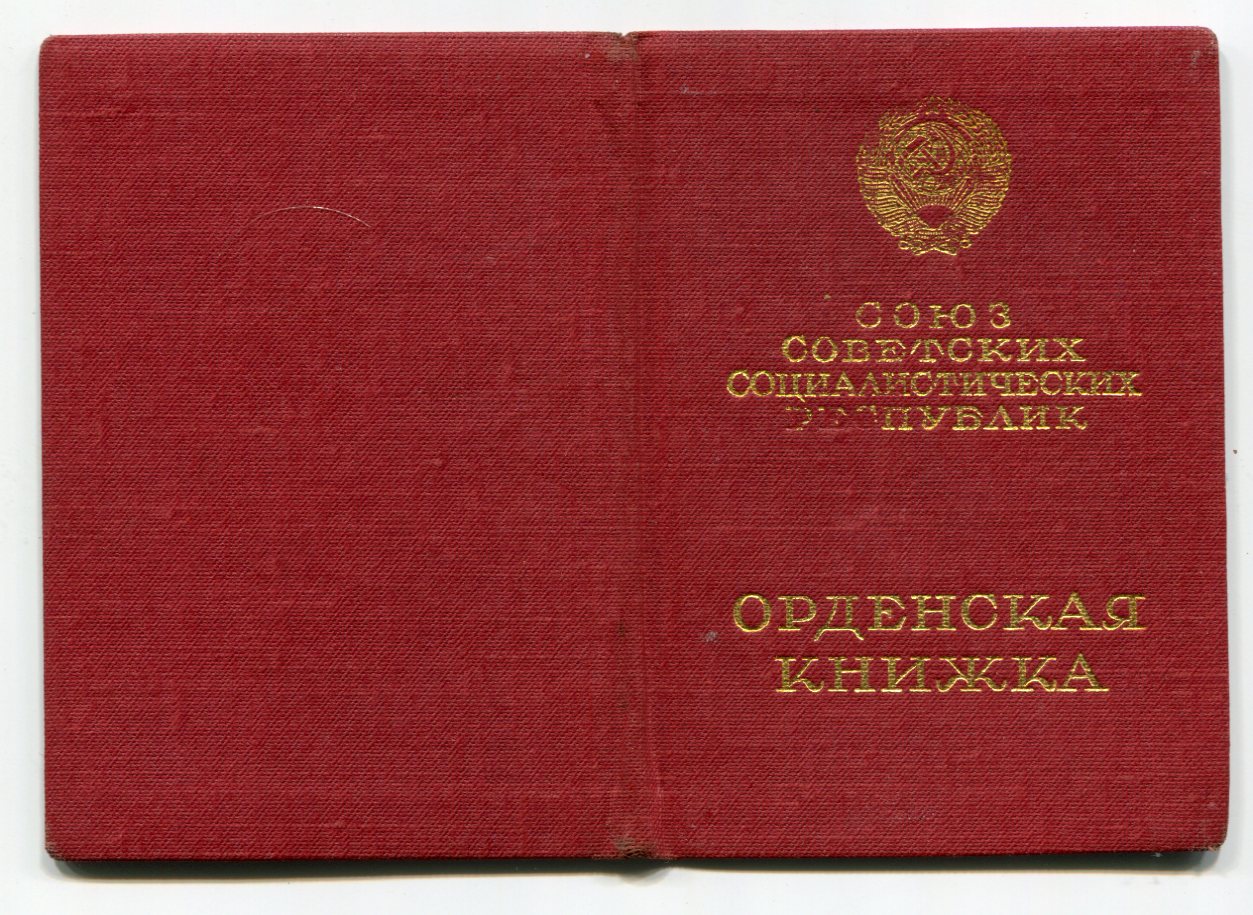 СОЮЗ
СОВЕТСКИХ
СОЦИАЛИСТИЧЕСКИХ
РЕСПУБЛИК
ОРДЕНСКАЯ
КНИЖКА